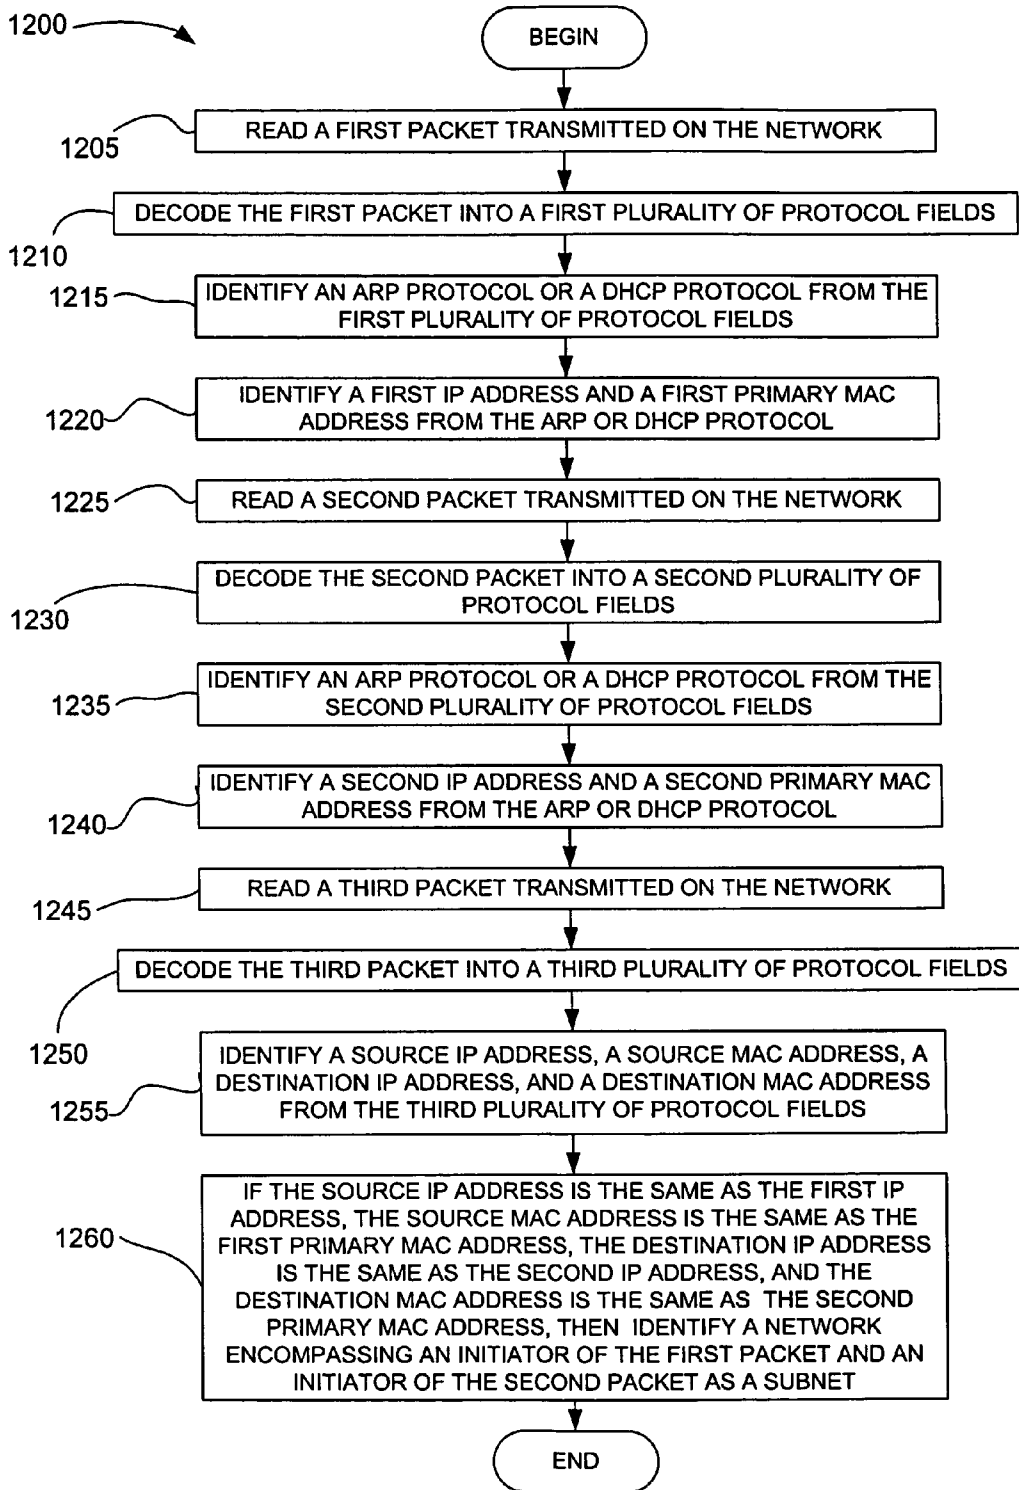 1200
BEGIN
1205
READ A FIRST PACKET TRANSMITTED ON THE NETWORK
1210
DECODE THE FIRST PACKET INTO A FIRST PLURALITY OF PROTOCOL FIELDS
1215
IDENTIFY AN ARP PROTOCOL OR A DHCP PROTOCOL FROM THE
FIRST PLURALITY OF PROTOCOL FIELDS
1220
IDENTIFY A FIRST IP ADDRESS AND A FIRST PRIMARY MAC
ADDRESS FROM THE ARP OR DHCP PROTOCOL
1225
READ A SECOND PACKET TRANSMITTED ON THE NETWORK
1230
DECODE THE SECOND PACKET INTO A SECOND PLURALITY OF
PROTOCOL FIELDS
1235
IDENTIFY AN ARP PROTOCOL OR A DHCP PROTOCOL FROM THE
SECOND PLURALITY OF PROTOCOL FIELDS
1240
IDENTIFY A SECOND IP ADDRESS AND A SECOND PRIMARY MAC
ADDRESS FROM THE ARP OR DHCP PROTOCOL
1245
READ A THIRD PACKET TRANSMITTED ON THE NETWORK
1250
DECODE THE THIRD PACKET INTO A THIRD PLURALITY OF PROTOCOL FIELDS
1255
IDENTIFY A SOURCE IP ADDRESS, A SOURCE MAC ADDRESS, A
DESTINATION IP ADDRESS, AND A DESTINATION MAC ADDRESS
FROM THE THIRD PLURALITY OF PROTOCOL FIELDS
1260
IF THE SOURCE IP ADDRESS IS THE SAME AS THE FIRST IP
ADDRESS, THE SOURCE MAC ADDRESS IS THE SAME AS THE
FIRST PRIMARY MAC ADDRESS, THE DESTINATION IP ADDRESS
IS THE SAME AS THE SECOND IP ADDRESS, AND THE
DESTINATION MAC ADDRESS IS THE SAME AS THE SECOND
PRIMARY MAC ADDRESS, THEN IDENTIFY A NETWORK
ENCOMPASSING AN INITIATOR OF THE FIRST PACKET AND AN
INITIATOR OF THE SECOND PACKET AS A SUBNET
END